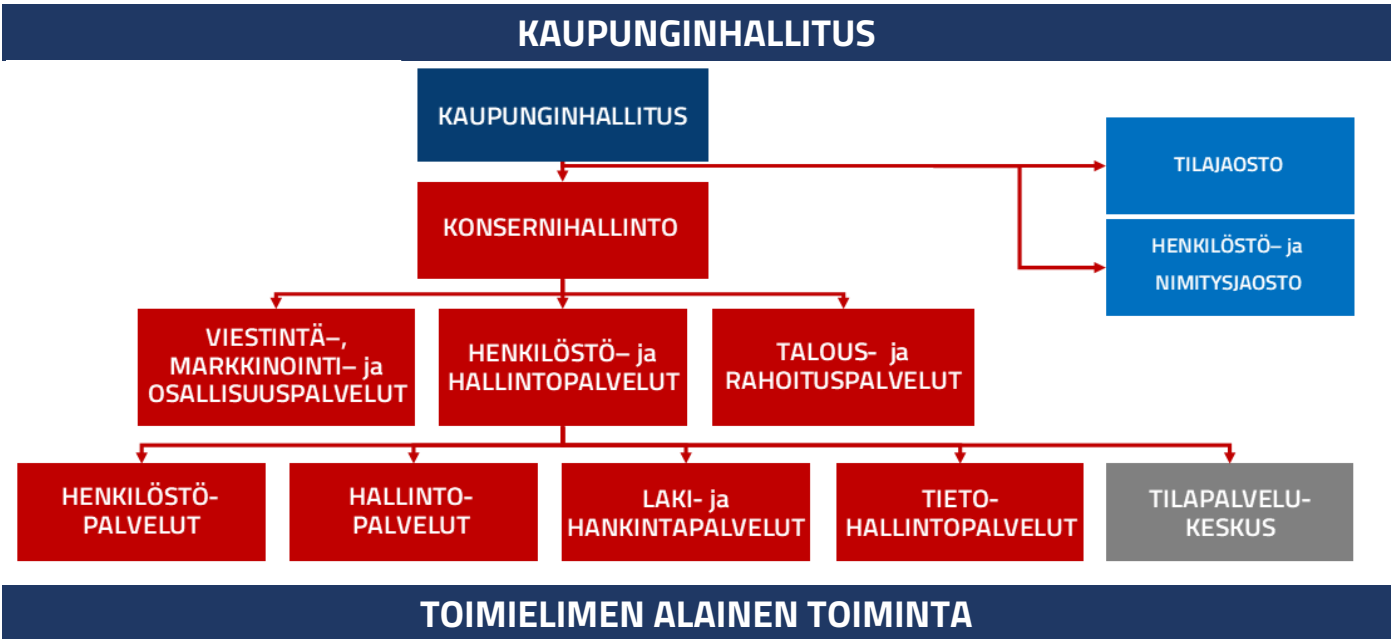 KAUPUNGINHALLITUS
KAUPUNGINHALLITUS
TILAJAOSTO
KONSERNIHALLINTO
HENKILÖSTÖ– ja
NIMITYSJAOSTO
VIESTINTÄ–,
MARKKINOINTI– ja
OSALLISUUSPALVELUT
HENKILÖSTÖ– ja
HALLINTOPALVELUT
TALOUS- ja
RAHOITUSPALVELUT
HENKILÖSTÖ-
PALVELUT
HALLINTO-
PALVELUT
LAKI- ja
HANKINTAPALVELUT
TIETO-
HALLINTOPALVELUT
TILAPALVELU-
KESKUS
TOIMIELIMEN ALAINEN TOIMINTA